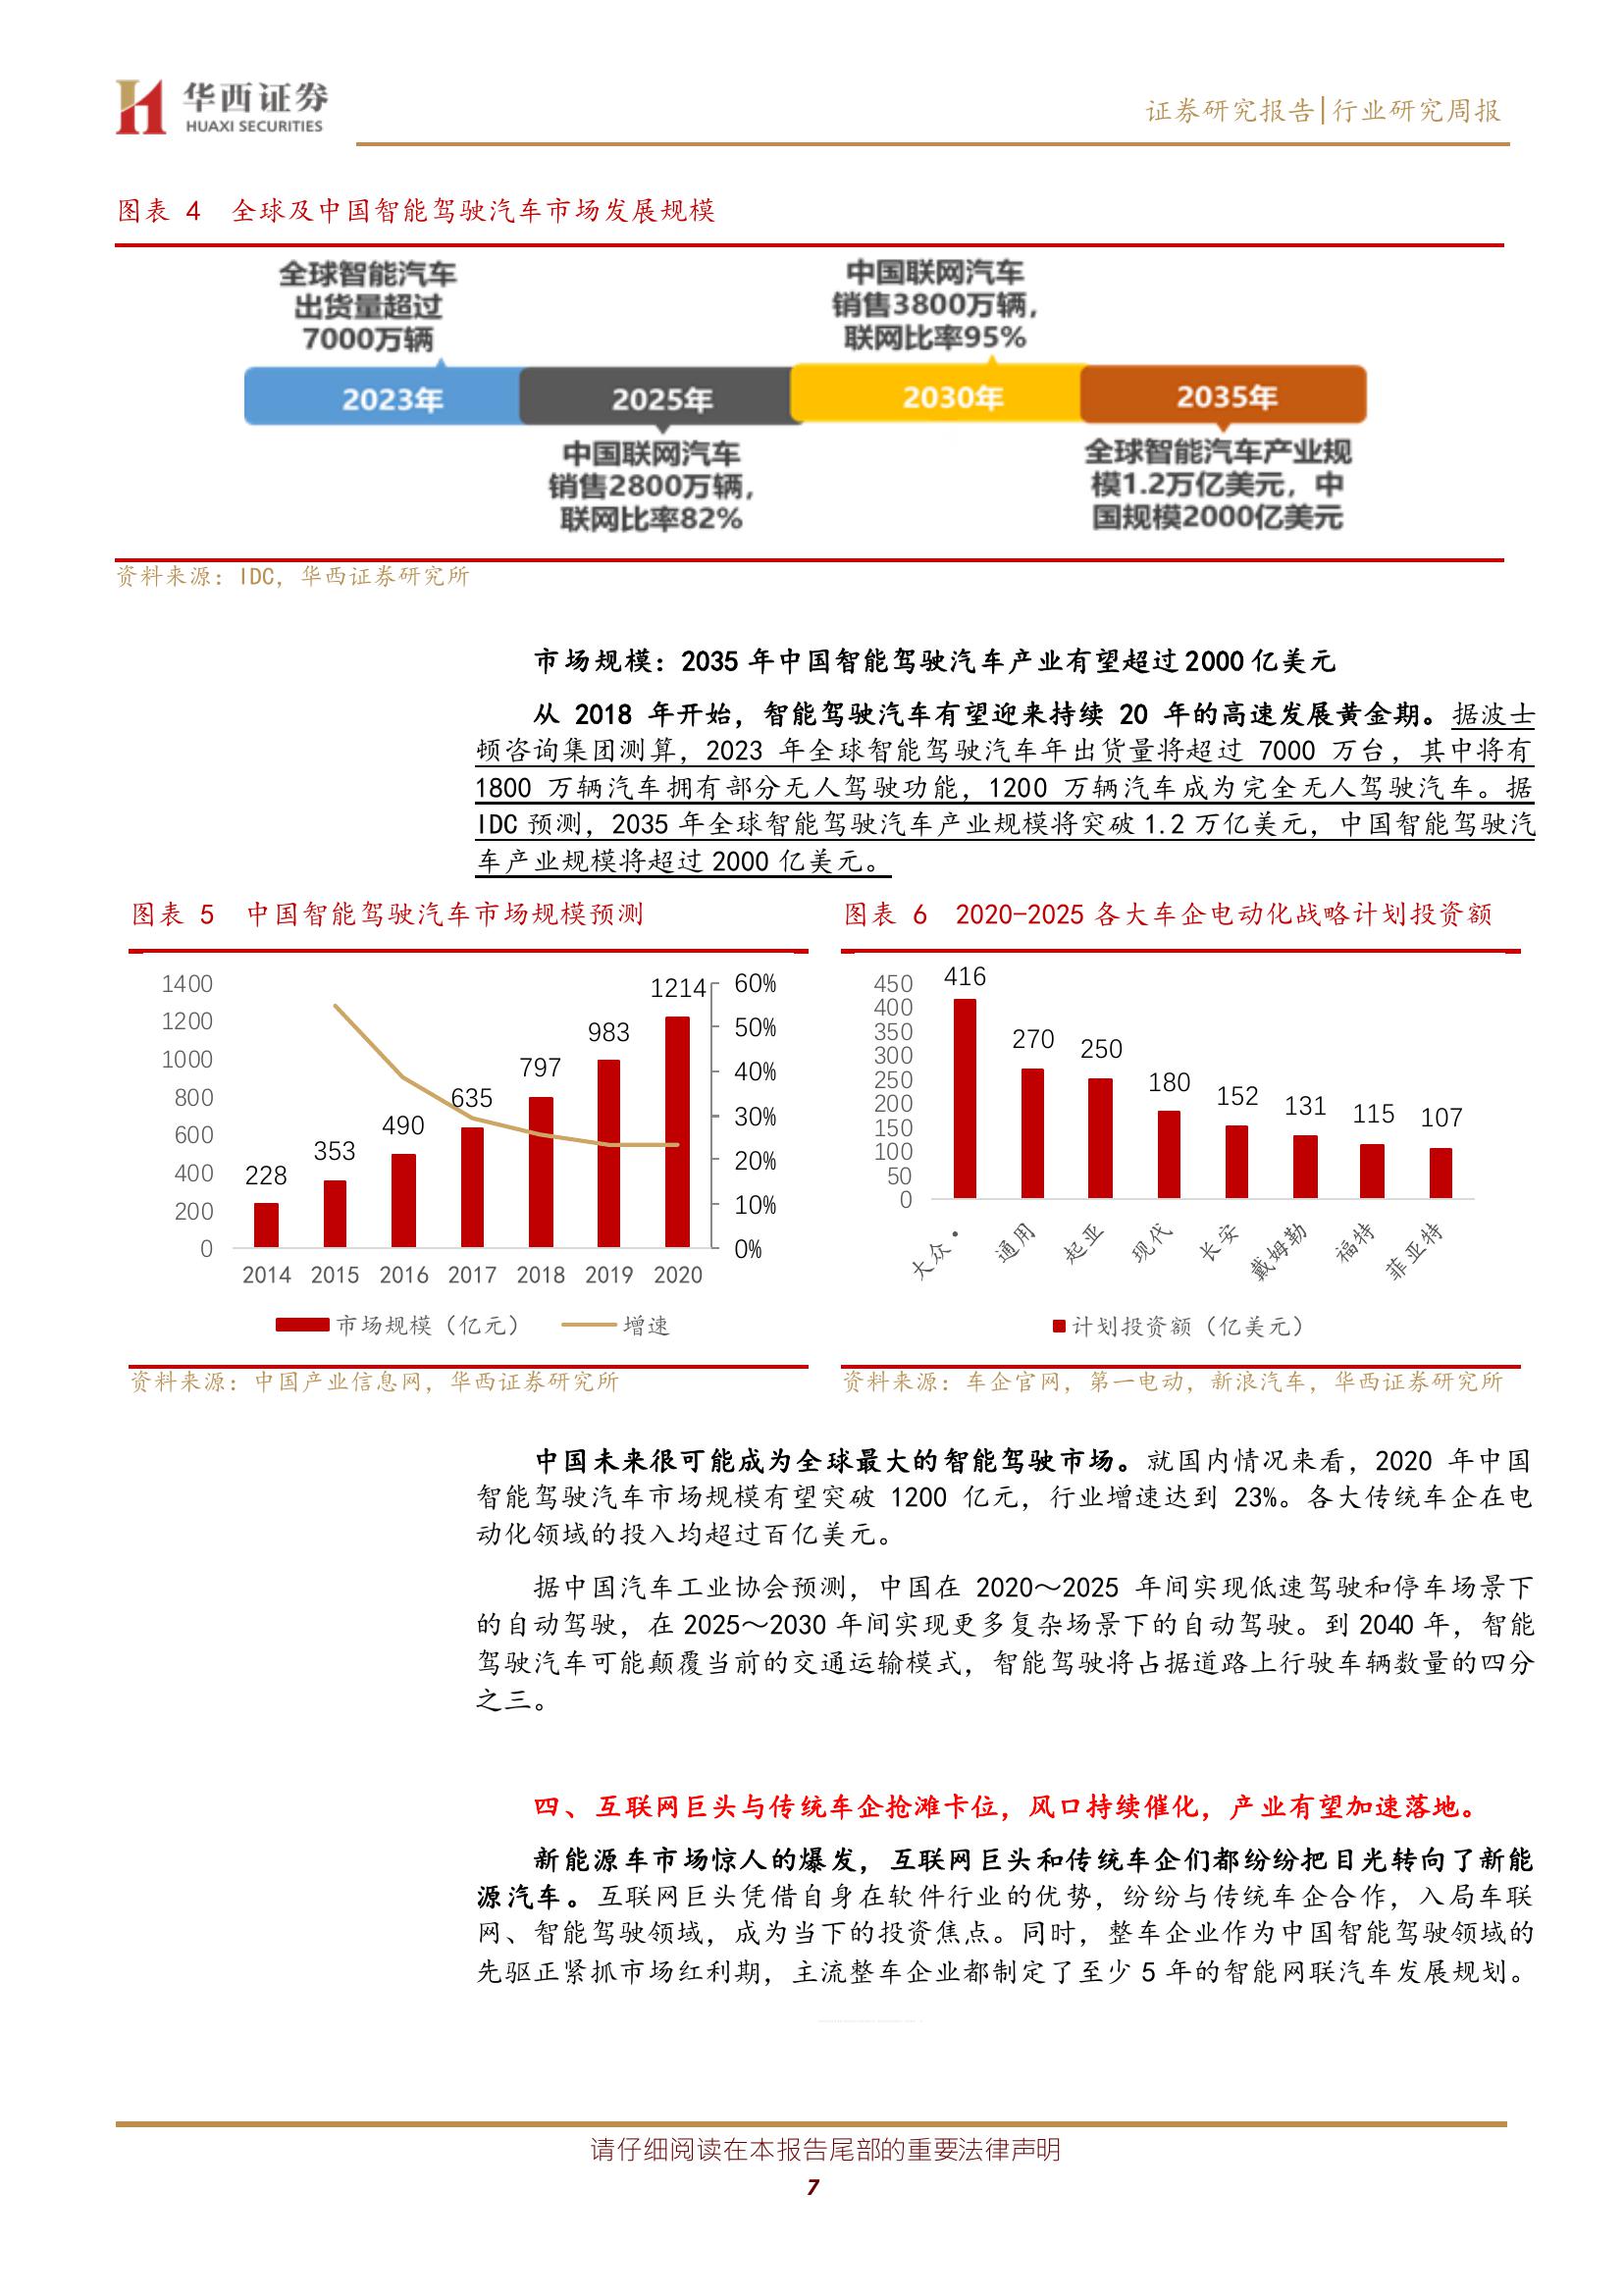 华西证券
HUAXI SECURITIES
证券研究报告|行业研究周报
图表 4 全球及中国智能驾驶汽车市场发展规模
全球智能汽车
出货量超过
7000万辆
中国联网汽车
销售3800万辆,
联网比率95%
2023年 2025年 2030年 2035年
中国联网汽车
销售2800万辆,
联网比率82%
全球智能汽车产业规
模1.2万亿美元，中
国规模2000亿美元
资料来源：IDC，华西证券研究所
市场规模：2035 年中国智能驾驶汽车产业有望超过 2000 亿美元
从 2018 年开始，智能驾驶汽车有望迎来持续 20 年的高速发展黄金期。据波士
顿咨询集团测算，2023 年全球智能驾驶汽车年出货量将超过 7000 万台，其中将有
1800 万辆汽车拥有部分无人驾驶功能，1200 万辆汽车成为完全无人驾驶汽车。据
IDC 预测，2035 年全球智能驾驶汽车产业规模将突破 1.2 万亿美元，中国智能驾驶汽
车产业规模将超过 2000 亿美元。
图表 5 中国智能驾驶汽车市场规模预测
1400
1200
1000
800
600
400
200
0
228
353
490
635
797
983
1214
60%
50%
40%
30%
20%
10%
0%
2014 2015 2016 2017 2018 2019 2020
市场规模（亿元） 增速
资料来源：中国产业信息网，华西证券研究所
图表 6 2020-2025 各大车企电动化战略计划投资额
450
400
350
300
250
200
150
100
50
0
416
270
250
180
152
131
115
107
大众·
通用
起亚
现代
长安
戴姆勒
福特
菲亚特
计划投资额（亿美元）
资料来源：车企官网，第一电动，新浪汽车，华西证券研究所
中国未来很可能成为全球最大的智能驾驶市场。就国内情况来看，2020 年中国
智能驾驶汽车市场规模有望突破 1200 亿元，行业增速达到 23%。各大传统车企在电
动化领域的投入均超过百亿美元。
据中国汽车工业协会预测，中国在 2020～2025 年间实现低速驾驶和停车场景下
的自动驾驶，在 2025～2030 年间实现更多复杂场景下的自动驾驶。到 2040 年，智能
驾驶汽车可能颠覆当前的交通运输模式，智能驾驶将占据道路上行驶车辆数量的四分
之三。
四、互联网巨头与传统车企抢滩卡位，风口持续催化，产业有望加速落地。
新能源车市场惊人的爆发，互联网巨头和传统车企们都纷纷把目光转向了新能
源汽车。互联网巨头凭借自身在软件行业的优势，纷纷与传统车企合作，入局车联
网、智能驾驶领域，成为当下的投资焦点。同时，整车企业作为中国智能驾驶领域的
先驱正紧抓市场红利期，主流整车企业都制定了至少 5 年的智能网联汽车发展规划。
请仔细阅读在本报告尾部的重要法律声明
7